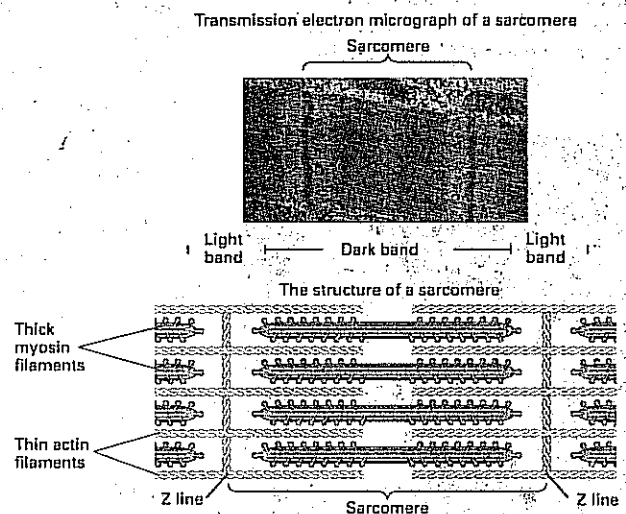 Transmission electron micrograph of a sarcomere
Sarcomere
Light
band
Dark band
Light
band
The structure of a sarcomere
Thick
myosin
filaments
Thin actin
filaments
Z line
Sarcomere
Z line